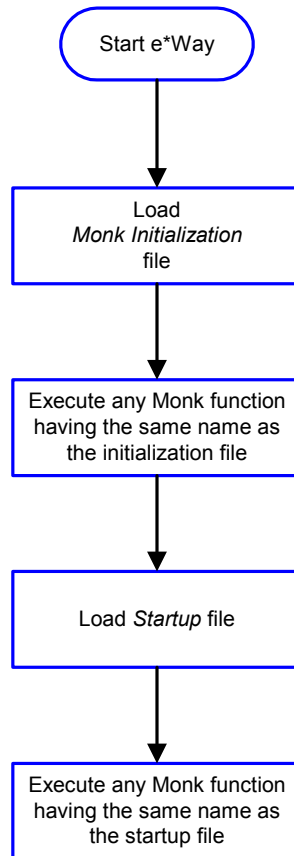 Start e*Way
Load
Monk Initialization
file
Execute any Monk function
having the same name as
the initialization file
Load Startup file
Execute any Monk function
having the same name as
the startup file